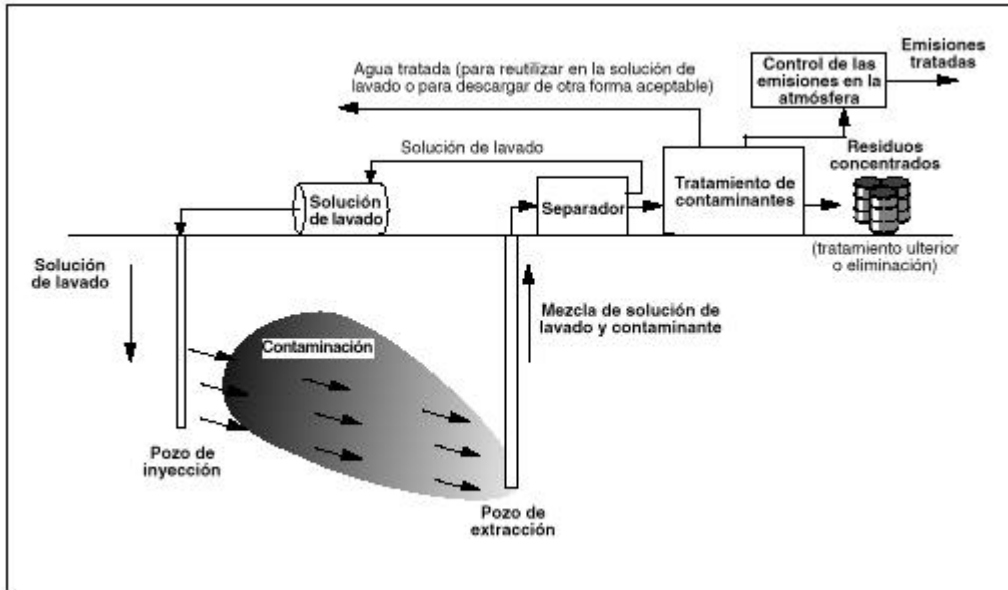 Emisiones
tratadas
Control de las
emisiones en la
atmósfera
Agua tratada (para reutilizar en la solución de
lavado o para descargar de otra forma aceptable)
Solución de lavado
Residuos
concentrados
Tratamiento de
contaminantes
Separador
Solución
de lavado
(tratamiento ulterior
o eliminación)
Solución
de lavado
Mezcla de solución de
lavado y contaminante
Contaminación
Pozo de
inyección
Pozo de
extracción